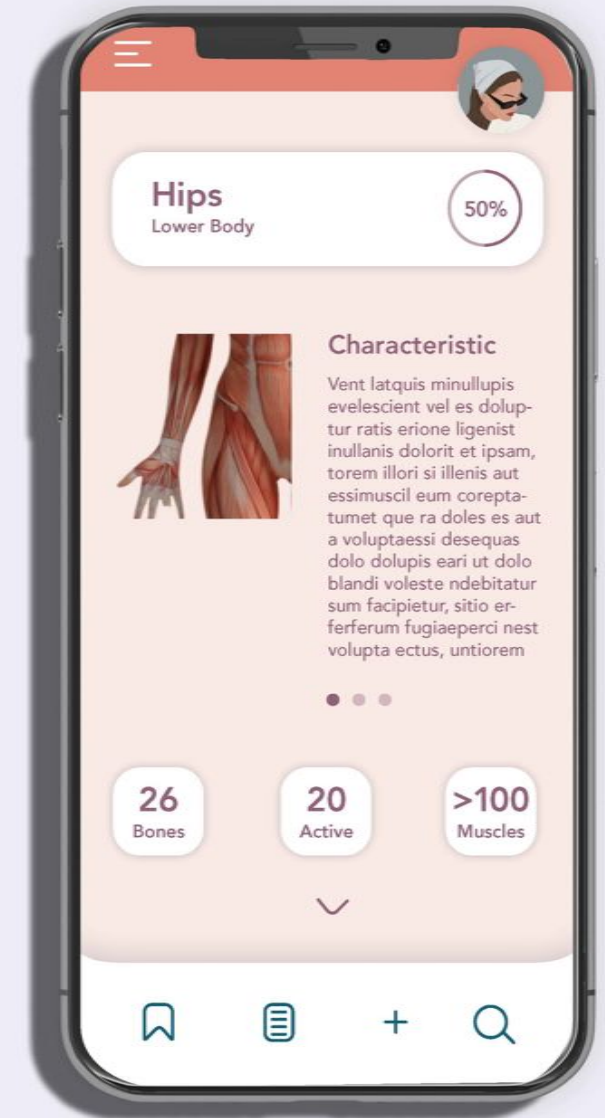 Hips
Lower Body
50%
Characteristic
Vent latquis minullupis
evelescient vel es dolup-
tur ratis erione ligenist
inullanis dolorit et ipsam,
torem illori si illenis aut
essimuscil eum corepta-
tumet que ra doles es aut
a voluptaessi desequas
dolo dolupis eari ut dolo
blandi voleste ndebitatur
sum facipietur, sitio er-
ferferum fugiaeperci nest
volupta ectus, untiorem
26
Bones
20
Active
>100
Muscles